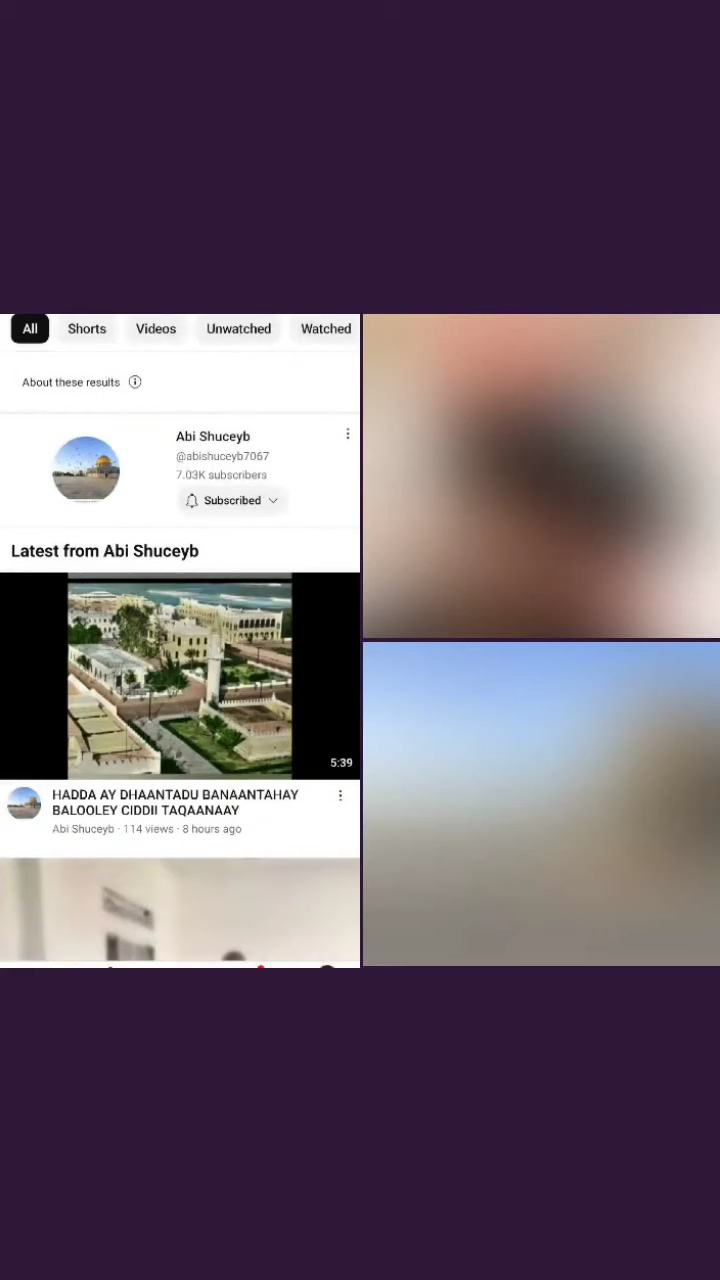 All Shorts Videos Unwatched Watched
About these results
Abi Shuceyb
@abishuceyb7067
7.03K subscribers
Subscribed
Latest from Abi Shuceyb
5:39
HADDA AY DHAANTADU BANAANTAHAY
BALOOLEY CIDDII TAQAANAAY
Abi Shuceyb · 114 views · 8 hours ago